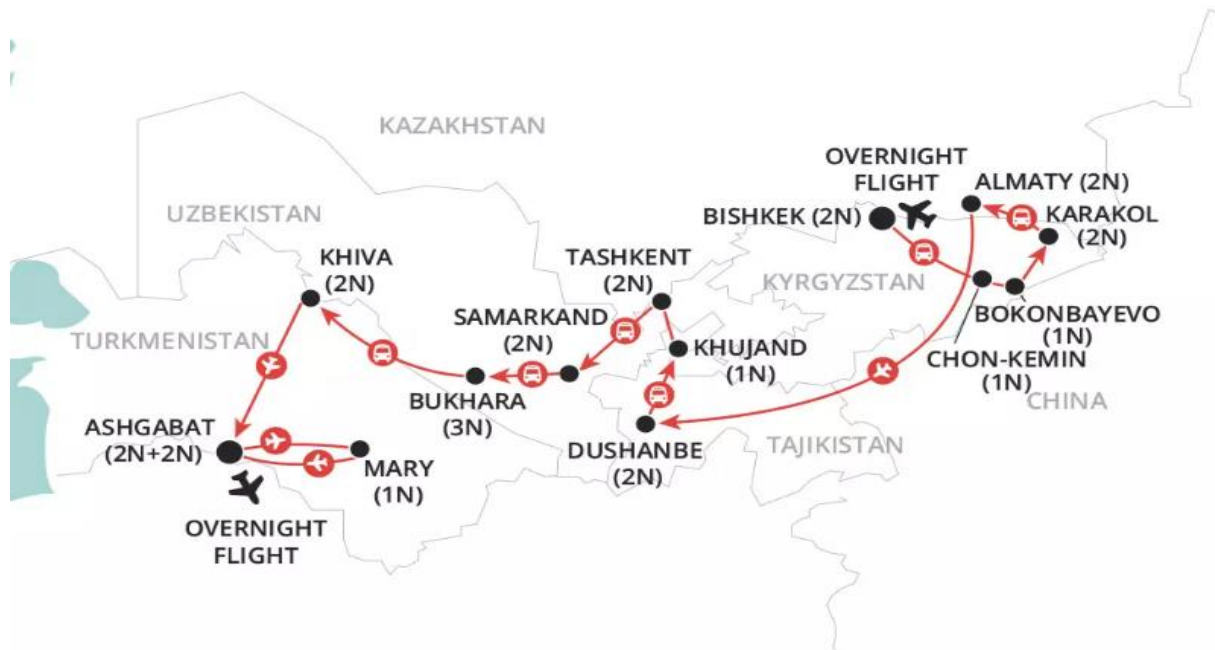 KAZAKHSTAN
OVERNIGHT
FLIGHT
ALMATY (2N)
BISHKEK (2N)
KARAKOL
(2N)
UZBEKISTAN
KHIVA
(2N)
TASHKENT
(2N)
KYRGYZSTAN
BOKONBAYEVO
(1N)
SAMARKAND
(2N)
TURKMENISTAN
KHUJAND
(1N)
CHON-KEMIN
(1N)
CHINA
BUKHARA
(3N)
ASHGABAT
(2N+2N)
MARY
(1N)
DUSHANBE
(2N)
TAJIKISTAN
OVERNIGHT
FLIGHT